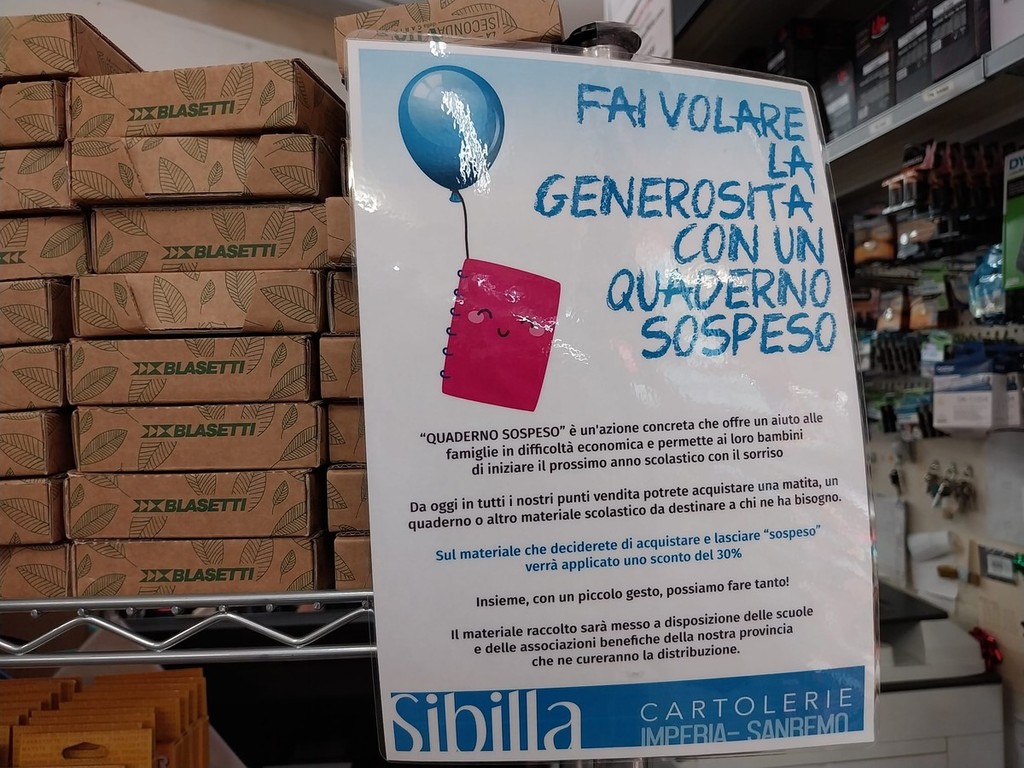 LA SECONDA
BLASETTI
BLASETTI
BLASETTI
BLASETTI
BLASETTI
BLASETTI
BLASETTI
FAI VOLARE
LA
GENEROSITA
CON UN
QUADERNO
SOSPESO
“QUADERNO SOSPESO” è un'azione concreta che offre un aiuto alle
famiglie in difficoltà economica e permette ai loro bambini
di iniziare il prossimo anno scolastico con il sorriso
Da oggi in tutti i nostri punti vendita potrete acquistare una matita, un
quaderno o altro materiale scolastico da destinare a chi ne ha bisogno.
Sul materiale che deciderete di acquistare e lasciare “sospeso”
verrà applicato uno sconto del 30%
Insieme, con un piccolo gesto, possiamo fare tanto!
Il materiale raccolto sarà messo a disposizione delle scuole
e delle associazioni benefiche della nostra provincia
che ne cureranno la distribuzione.
Sibilla
CARTOLERIE
IMPERIA- SANREMO